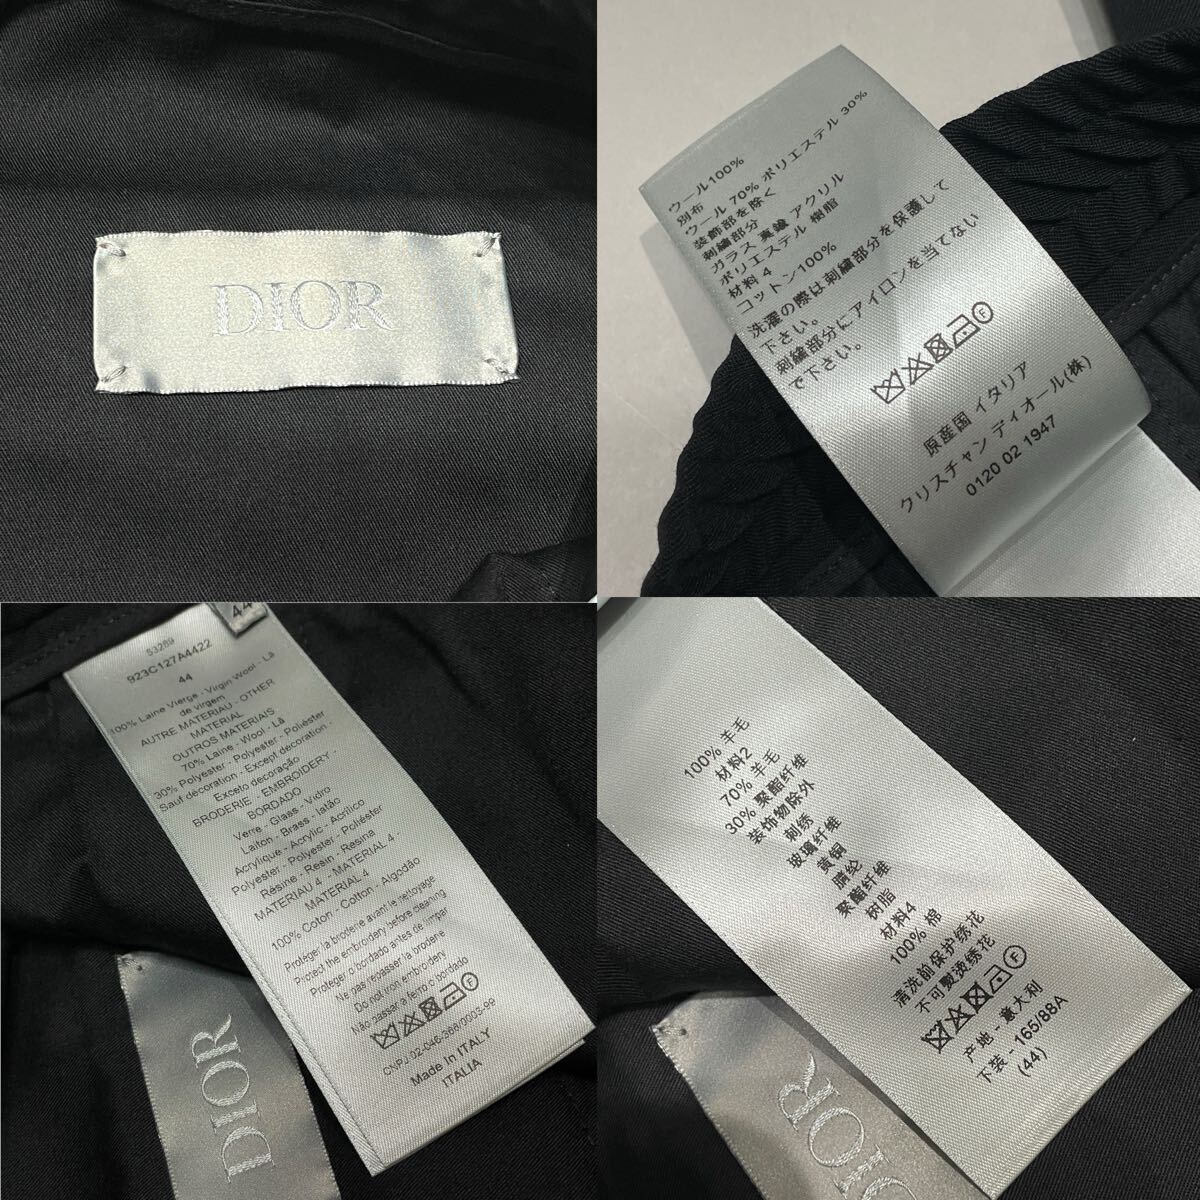 DIOR
ウール100%
別布
ウール 70% ポリエステル 30%
装飾部を除く
刺繍部分
ガラス 真鍮 アクリル
ポリエステル 樹脂
材料 4
コットン100%
洗濯の際は刺繍部分を保護して
下さい。
刺繍部分にアイロンを当てない
で下さい。
原産国 イタリア
クリスチャン ディオール(株)
0120 02 1947
44
53289
923C127A4422
44
100% Laine Vierge - Virgin Wool - Lã
de virgem
AUTRE MATERIAU - OTHER
MATERIAL
OUTROS MATERIAIS
70% Laine - Wool - Lã
30% Polyester - Polyester - Poliéster
Sauf décoration - Except decoration -
Exceto decoração
BRODERIE - EMBROIDERY -
BORDADO
Verre - Glass - Vidro
Laiton - Brass - latão
Acrylique - Acrylic - Acrílico
Polyester - Polyester - Poliéster
Résine - Resin - Resina
MATERIAU 4 - MATERIAL 4 -
MATERIAL 4
100% Coton - Cotton - Algodão
Protéger la broderie avant le nettoyage
Protect the embroidery before cleaning
Proteger o bordado antes de limpar
Ne pas repasser la broderie
Do not iron embroidery
Não passar a ferro o bordado
CNPJ 02-046-386/0003-99
Made In ITALY
ITALIA
DIOR
100% 羊毛
材料2
70% 羊毛
30% 聚酯纤维
装饰物除外
刺绣
玻璃纤维
黄铜
腈纶
聚酯纤维
树脂
材料4
100% 棉
清洗前保护绣花
不可熨烫绣花
产地 - 意大利
下装 - 165/88A
(44)
DIOR